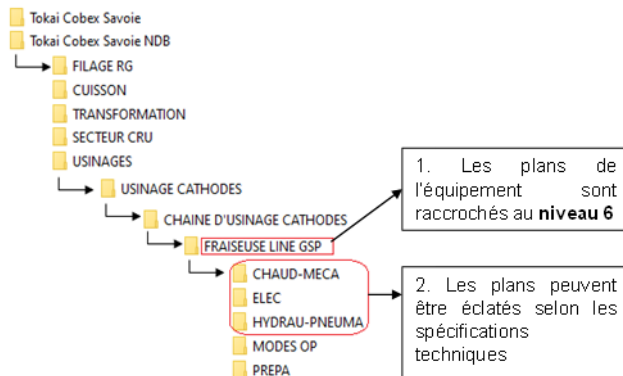 Tokai Cobex Savoie
Tokai Cobex Savoie NDB
FILAGE RG
CUISSON
TRANSFORMATION
SECTEUR CRU
USINAGES
USINAGE CATHODES
CHAINE D'USINAGE CATHODES
FRAISEUSE LINE GSP
CHAUD-MECA
ELEC
HYDRAU-PNEUMA
MODES OP
PREPA
1. Les plans de
l'équipement sont
raccrochés au niveau 6
2. Les plans peuvent
être éclatés selon les
spécifications
techniques